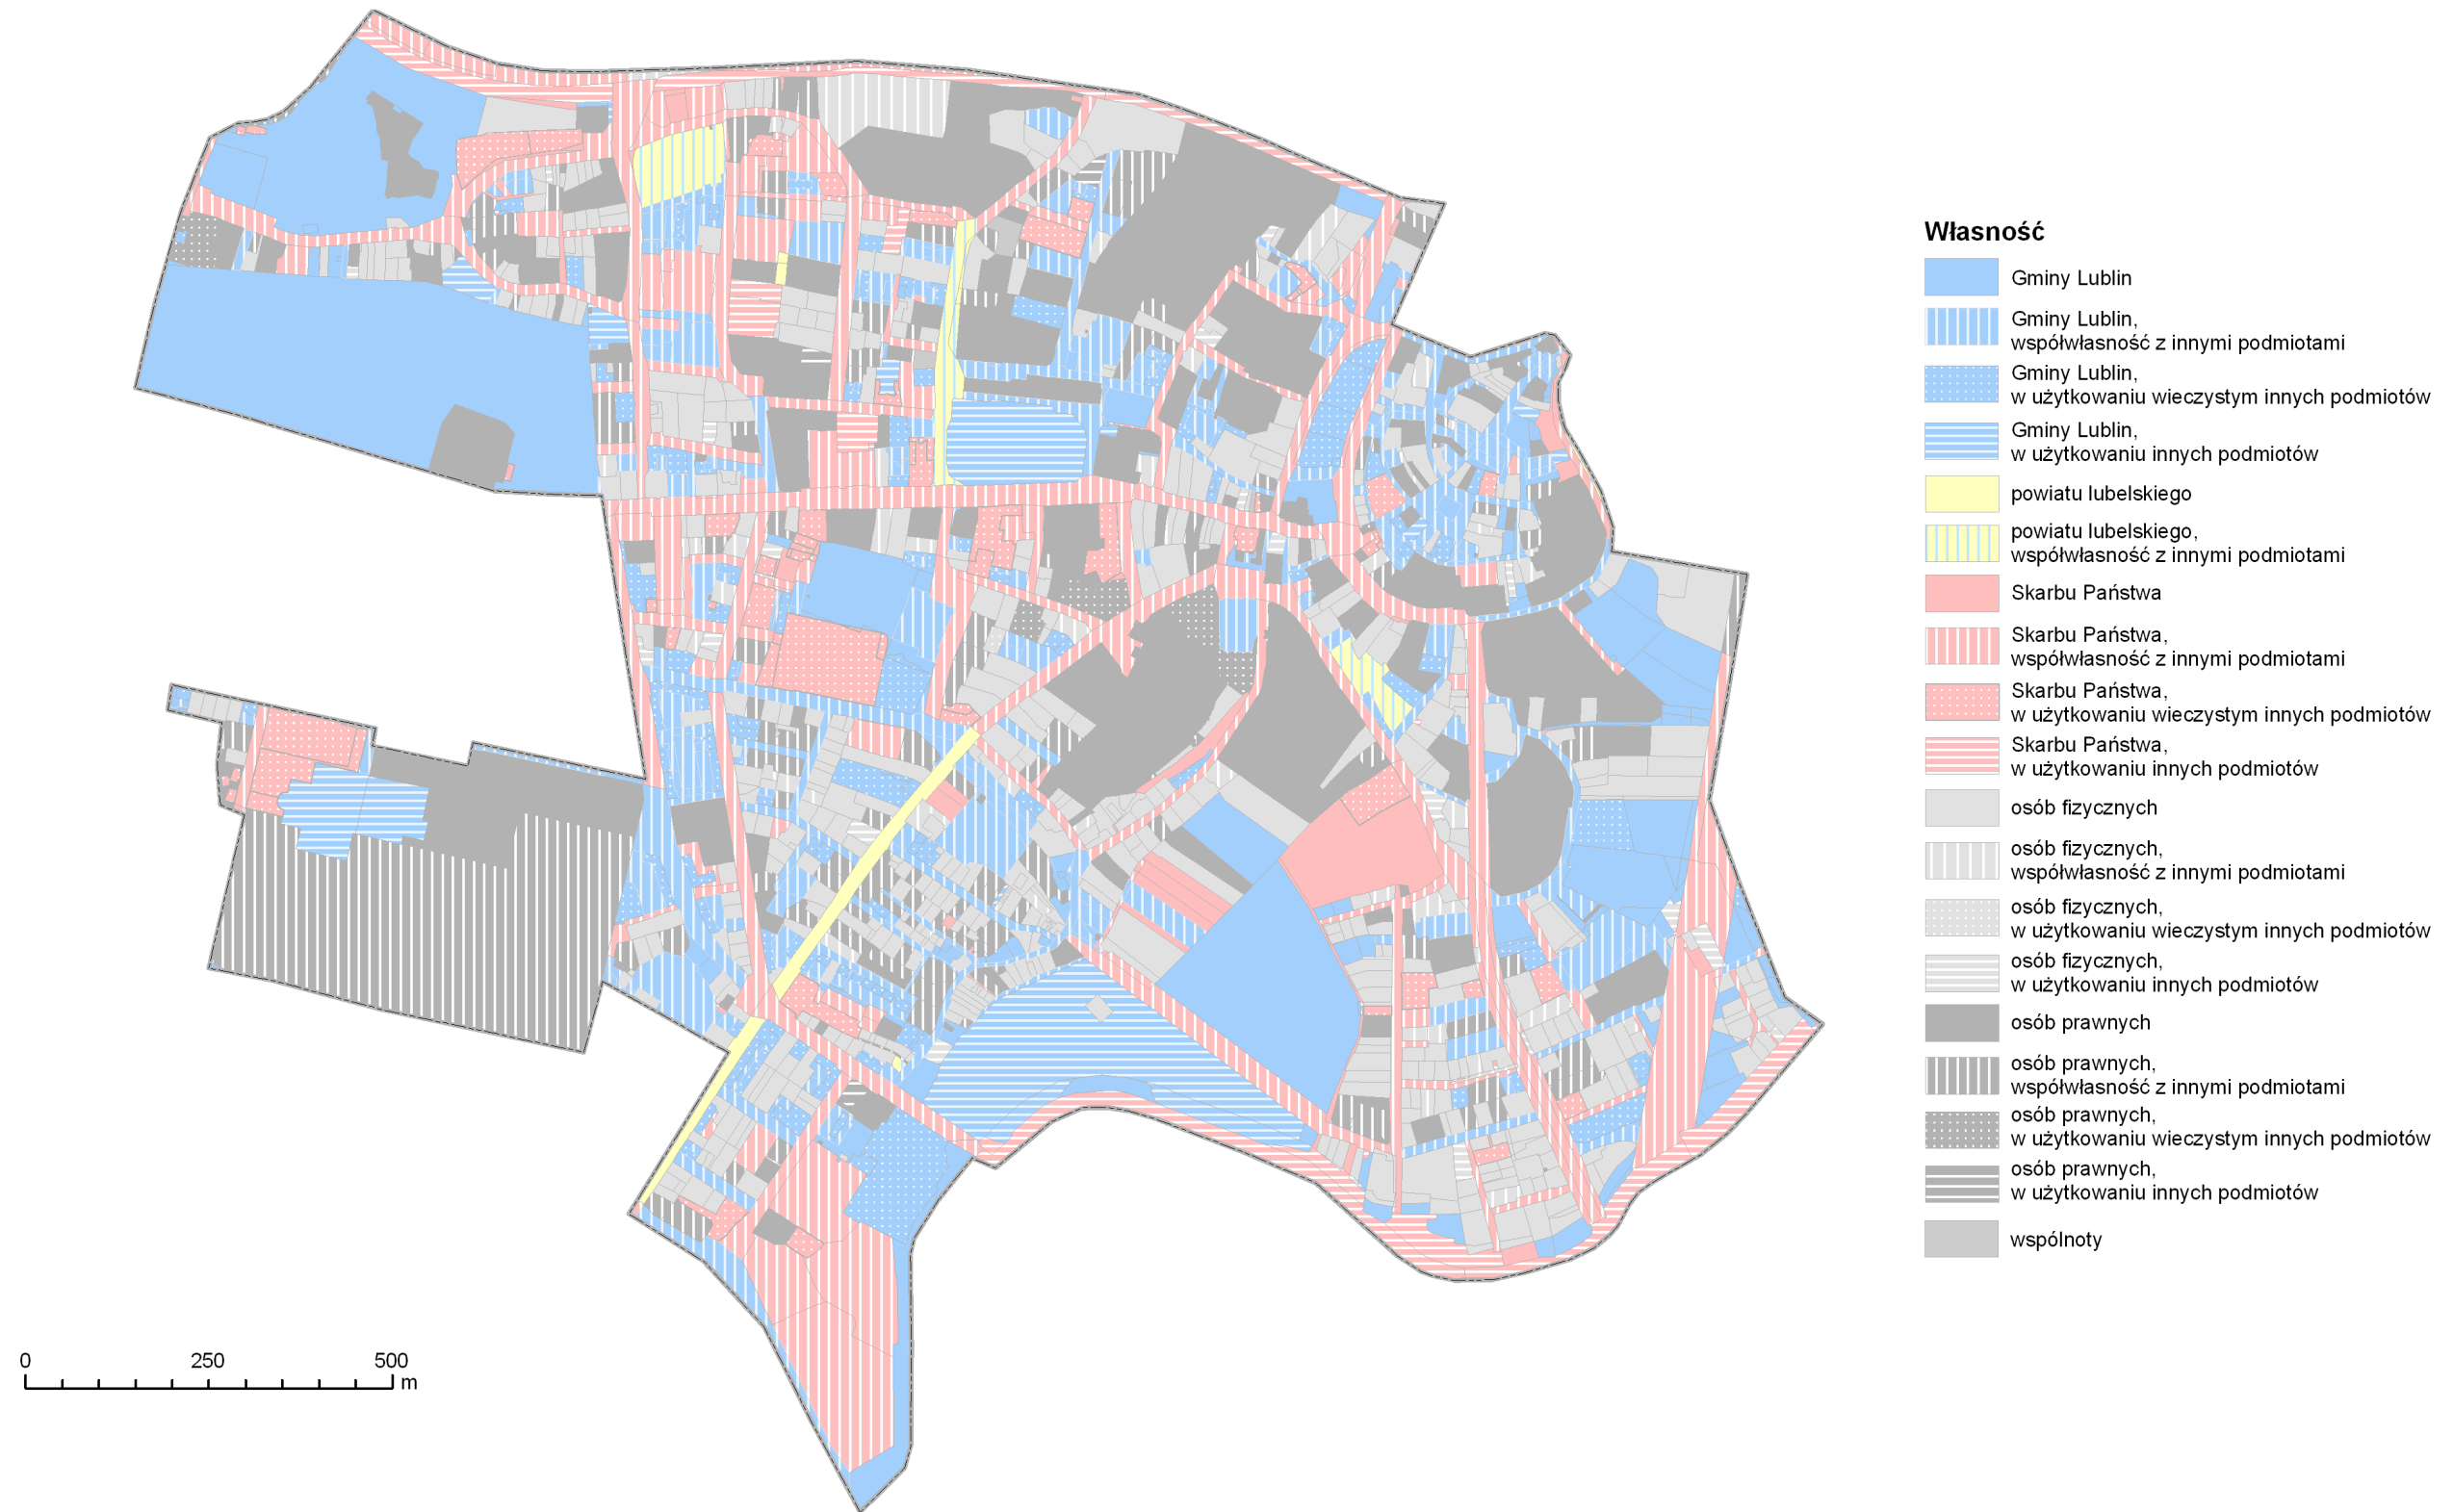 Własność
Gminy Lublin
Gminy Lublin,
współwłasność z innymi podmiotami
Gminy Lublin,
w użytkowaniu wieczystym innych podmiotów
Gminy Lublin,
w użytkowaniu innych podmiotów
powiatu lubelskiego
powiatu lubelskiego,
współwłasność z innymi podmiotami
Skarbu Państwa
Skarbu Państwa,
współwłasność z innymi podmiotami
Skarbu Państwa,
w użytkowaniu wieczystym innych podmiotów
Skarbu Państwa,
w użytkowaniu innych podmiotów
osób fizycznych
osób fizycznych,
współwłasność z innymi podmiotami
osób fizycznych,
w użytkowaniu wieczystym innych podmiotów
osób fizycznych,
w użytkowaniu innych podmiotów
osób prawnych
osób prawnych,
współwłasność z innymi podmiotami
osób prawnych,
w użytkowaniu wieczystym innych podmiotów
osób prawnych,
w użytkowaniu innych podmiotów
wspólnoty
0 250 500
m